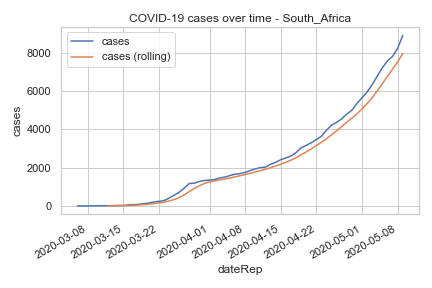 COVID-19 cases over time - South_Africa
cases
cases (rolling)
8000
6000
4000
2000
0
cases
2020-03-08
2020-03-15
2020-03-22
2020-04-01
2020-04-08
2020-04-15
2020-04-22
2020-05-01
2020-05-08
dateRep